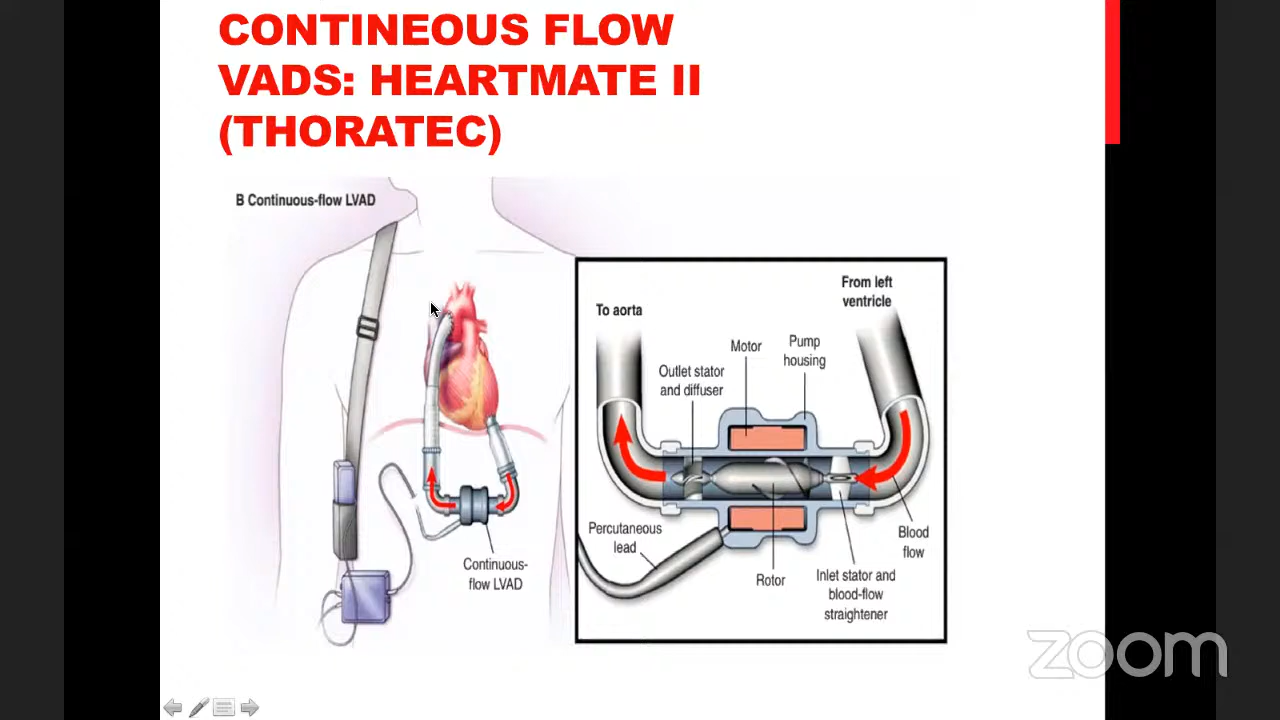 CONTINEOUS FLOW
VADS: HEARTMATE II
(THORATEC)
B Continuous-flow LVAD
Continuous-
flow LVAD
To aorta
From left
ventricle
Motor
Pump
housing
Outlet stator
and diffuser
Percutaneous
lead
Rotor
Inlet stator and
blood-flow
straightener
Blood
flow
zoom